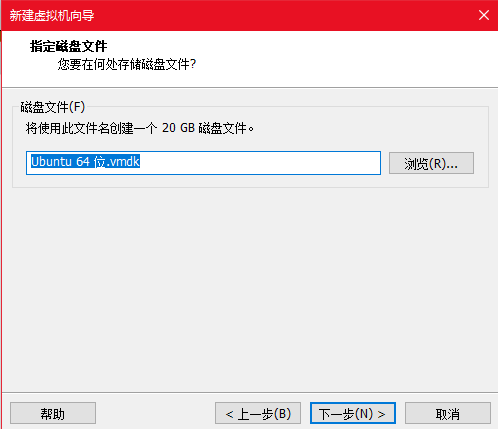 新建虚拟机向导
指定磁盘文件
您要在何处存储磁盘文件?
磁盘文件(F)
将使用此文件名创建一个 20 GB 磁盘文件。
Ubuntu 64 位.vmdk
浏览(R)...
帮助
< 上一步(B)
下一步(N) >
取消